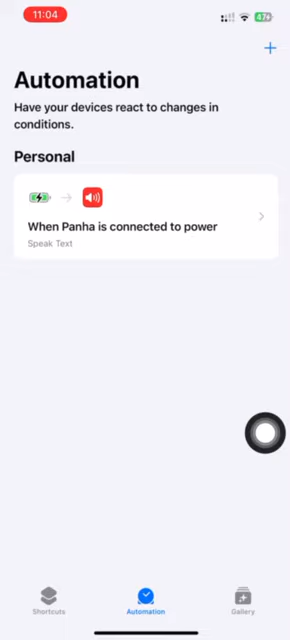 11:04
47
Automation
Have your devices react to changes in
conditions.
Personal
When Panha is connected to power
Speak Text
Shortcuts
Automation
Gallery